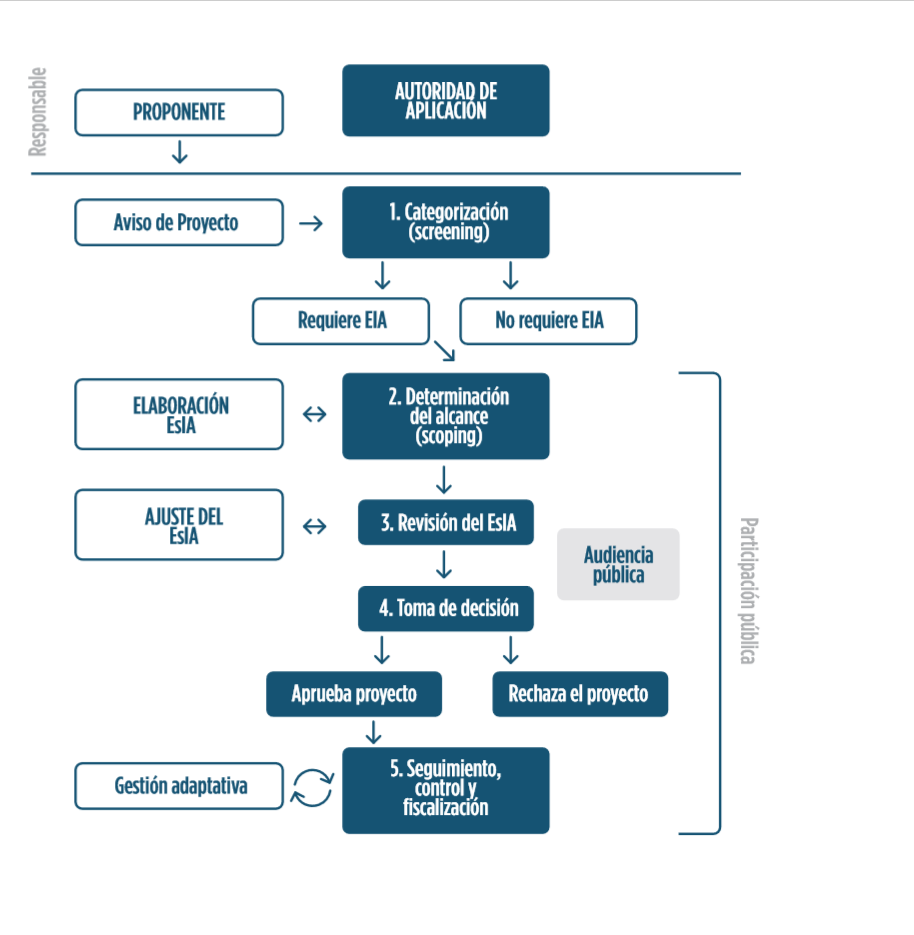 Responsable
PROPONENTE
AUTORIDAD DE
APLICACIÓN
Aviso de Proyecto
1. Categorización
(screening)
Requiere EIA
No requiere EIA
ELABORACIÓN
EsIA
2. Determinación
del alcance
(scoping)
AJUSTE DEL
EsIA
3. Revisión del EsIA
Audiencia
pública
4. Toma de decisión
Participación pública
Aprueba proyecto
Rechaza el proyecto
Gestión adaptativa
5. Seguimiento,
control y
fiscalización